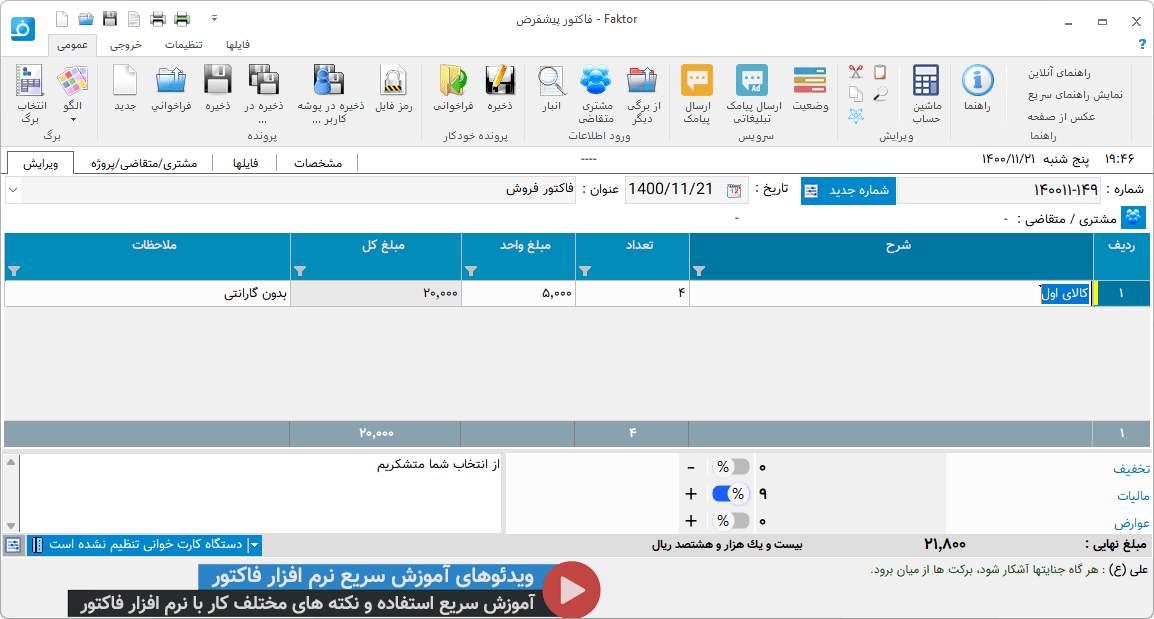 Faktor - فاکتور پیشفرض
عمومی
خروجی
تنظیمات
فایلها
?
انتخاب برگ
الگو
برگ
جدید
فراخواني
ذخیره
ذخیره در ...
ذخیره در پوشه کاربر ...
رمز فایل
پرونده
فراخوانی
ذخیره
پرونده خودکار
انبار
مشتری متقاضی
از برگی دیگر
ورود اطلاعات
ارسال پیامک
ارسال پیامک تبلیغاتی
Ad
وضعیت
سرویس
ماشین حساب
ویرایش
راهنما
راهنمای آنلاین
نمایش راهنمای سریع
عکس از صفحه
راهنما
ویرایش
مشتری/متقاضی/پروژه
فایلها
مشخصات
----
۱۹:۴۶ پنج شنبه ۱۴۰۰/۱۱/۲۱
شماره : ۱۴۰۰۱۱-۱۴۹
شماره جدید
تاریخ : 1400/11/21
12
عنوان : فاکتور فروش
مشتری / متقاضی : -
-
ردیف شرح تعداد مبلغ واحد مبلغ کل ملاحظات
۱ کالای اول ۴ ۵,۰۰۰ ۲۰,۰۰۰ بدون گارانتی
۱ ۴ ۲۰,۰۰۰
تخفیف ۰ % -
مالیات ۹ % +
عوارض ۰ % +
از انتخاب شما متشکریم
مبلغ نهایی : ۲۱,۸۰۰ بیست و یك هزار و هشتصد ریال
دستگاه کارت خوانی تنظیم نشده است
علی (ع) : هر گاه جنایتها آشکار شود، برکت ها از میان برود.
ویدئوهای آموزش سریع نرم افزار فاکتور
آموزش سریع استفاده و نکته های مختلف کار با نرم افزار فاکتور